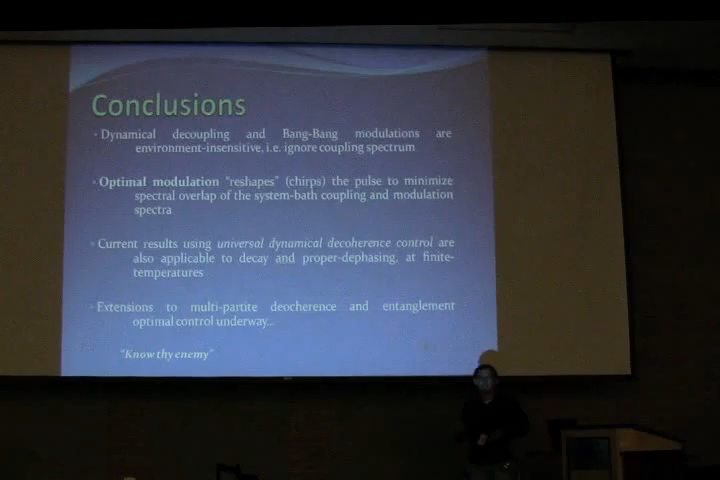 Conclusions
Dynamical decoupling and Bang-Bang modulations are
environment-insensitive, i.e. ignore coupling spectrum
Optimal modulation "reshapes" (chirps) the pulse to minimize
spectral overlap of the system-bath coupling and modulation
spectra
Current results using universal dynamical decoherence control are
also applicable to decay and proper-dephasing, at finite-
temperatures
Extensions to multi-partite deocherence and entanglement
optimal control underway...
"Know thy enemy"